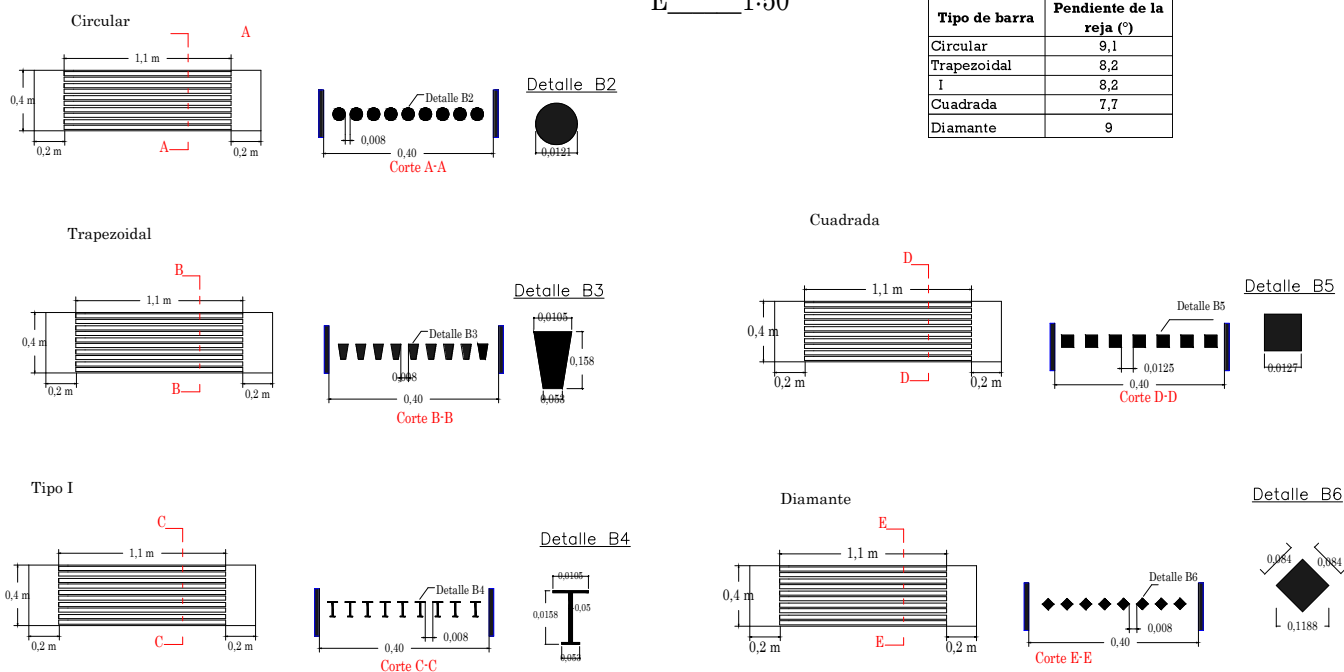 E______1:50
Tipo de barra Pendiente de la reja (°)
Circular 9,1
Trapezoidal 8,2
I 8,2
Cuadrada 7,7
Diamante 9
Circular
A
1,1 m
0,4 m
0,2 m
A
0,2 m
Detalle B2
0,008
0,40
Corte A-A
Detalle B2
0,0121
Trapezoidal
B
1,1 m
0,4 m
0,2 m
B
0,2 m
Detalle B3
0,008
0,40
Corte B-B
Detalle B3
0,0105
0,158
0,053
Cuadrada
D
1,1 m
0,4 m
0,2 m
D
0,2 m
Detalle B5
0,0125
0,40
Corte D-D
Detalle B5
0,0127
Tipo I
C
1,1 m
0,4 m
0,2 m
C
0,2 m
Detalle B4
0,008
0,40
Corte C-C
Detalle B4
0,0105
0,0158
0,05
0,053
Diamante
E
1,1 m
0,4 m
0,2 m
E
0,2 m
Detalle B6
0,008
0,40
Corte E-E
Detalle B6
0,084
0,084
0,1188